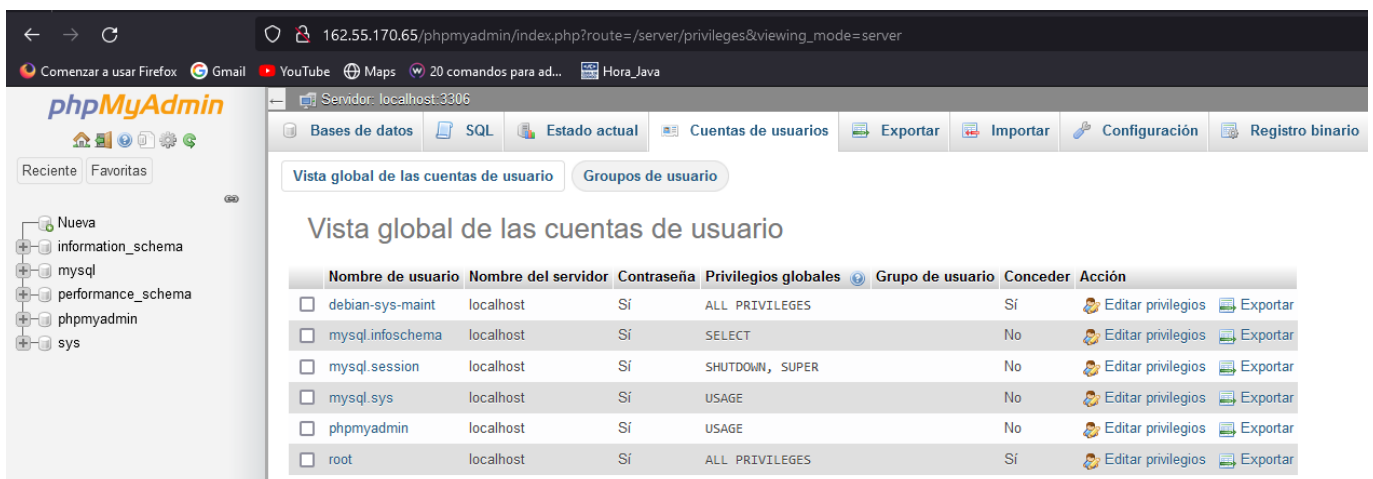 162.55.170.65/phpmyadmin/index.php?route=/server/privileges&viewing_mode=server
Comenzar a usar Firefox Gmail YouTube Maps 20 comandos para ad... Hora_Java
phpMyAdmin
Reciente Favoritas
Nueva
information_schema
mysql
performance_schema
phpmyadmin
sys
Servidor: localhost:3306
Bases de datos SQL Estado actual Cuentas de usuarios Exportar Importar Configuración Registro binario
Vista global de las cuentas de usuario Groupos de usuario
Vista global de las cuentas de usuario
Nombre de usuario Nombre del servidor Contraseña Privilegios globales Grupo de usuario Conceder Acción
debian-sys-maint localhost Sí ALL PRIVILEGES Sí Editar privilegios Exportar
mysql.infoschema localhost Sí SELECT No Editar privilegios Exportar
mysql.session localhost Sí SHUTDOWN, SUPER No Editar privilegios Exportar
mysql.sys localhost Sí USAGE No Editar privilegios Exportar
phpmyadmin localhost Sí USAGE No Editar privilegios Exportar
root localhost Sí ALL PRIVILEGES Sí Editar privilegios Exportar